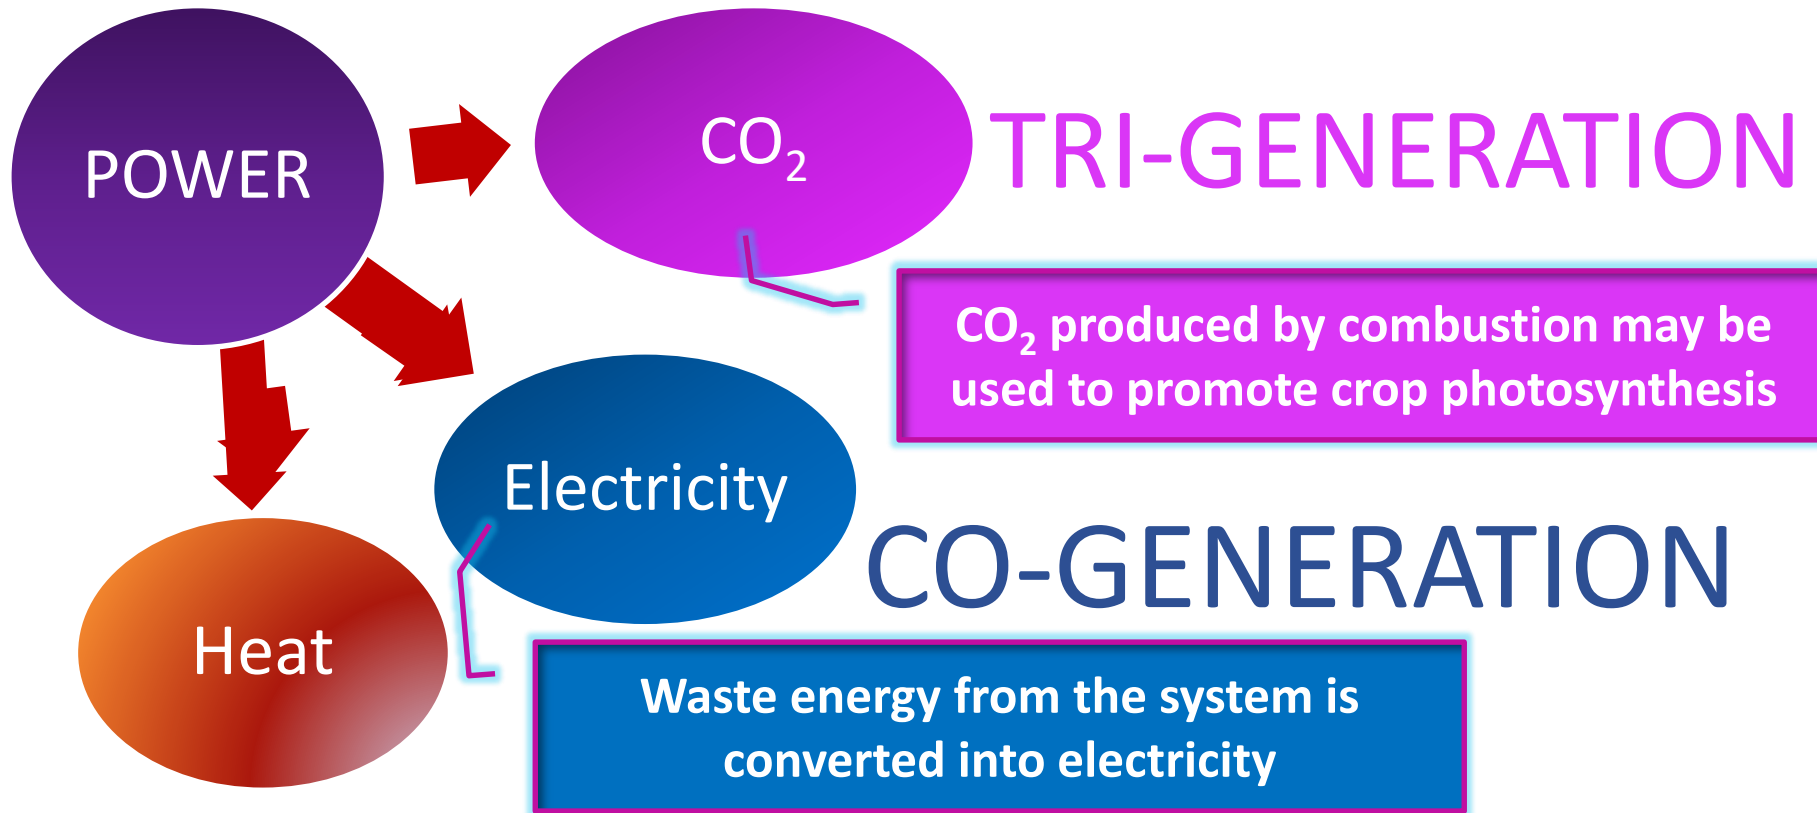 POWER
CO₂
TRI-GENERATION
CO₂ produced by combustion may be
used to promote crop photosynthesis
Electricity
CO-GENERATION
Heat
Waste energy from the system is
converted into electricity